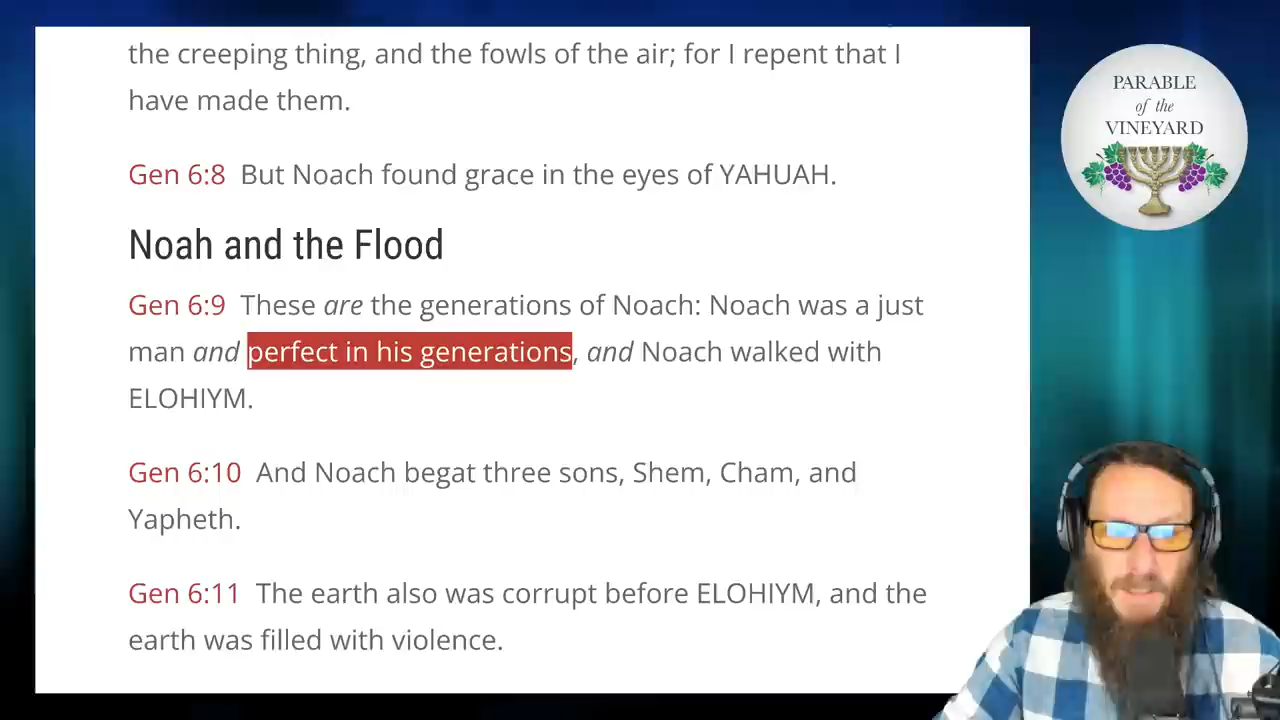 the creeping thing, and the fowls of the air; for I repent that I
have made them.
Gen 6:8 But Noach found grace in the eyes of YAHUAH.
Noah and the Flood
Gen 6:9 These are the generations of Noach: Noach was a just
man and perfect in his generations, and Noach walked with
ELOHIYM.
Gen 6:10 And Noach begat three sons, Shem, Cham, and
Yapheth.
Gen 6:11 The earth also was corrupt before ELOHIYM, and the
earth was filled with violence.
PARABLE
of the
VINEYARD